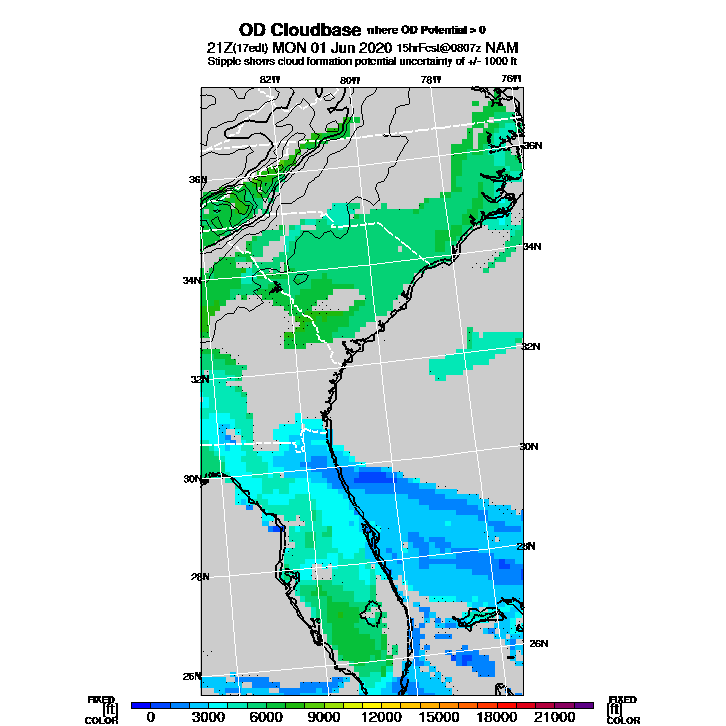 OD Cloudbase where OD Potential > 0
21Z(17edt) MON 01 Jun 2020 15hrFcst@0807z NAM
Stipple shows cloud formation potential uncertainty of +/- 1000 ft
82W 80W 78W 76W
36N
36N
34N
34N
32N
32N
30N
30N
28N
28N
26N
26N
FIXED FIXED
[ft] [ft]
COLOR 0 3000 6000 9000 12000 15000 18000 21000 COLOR